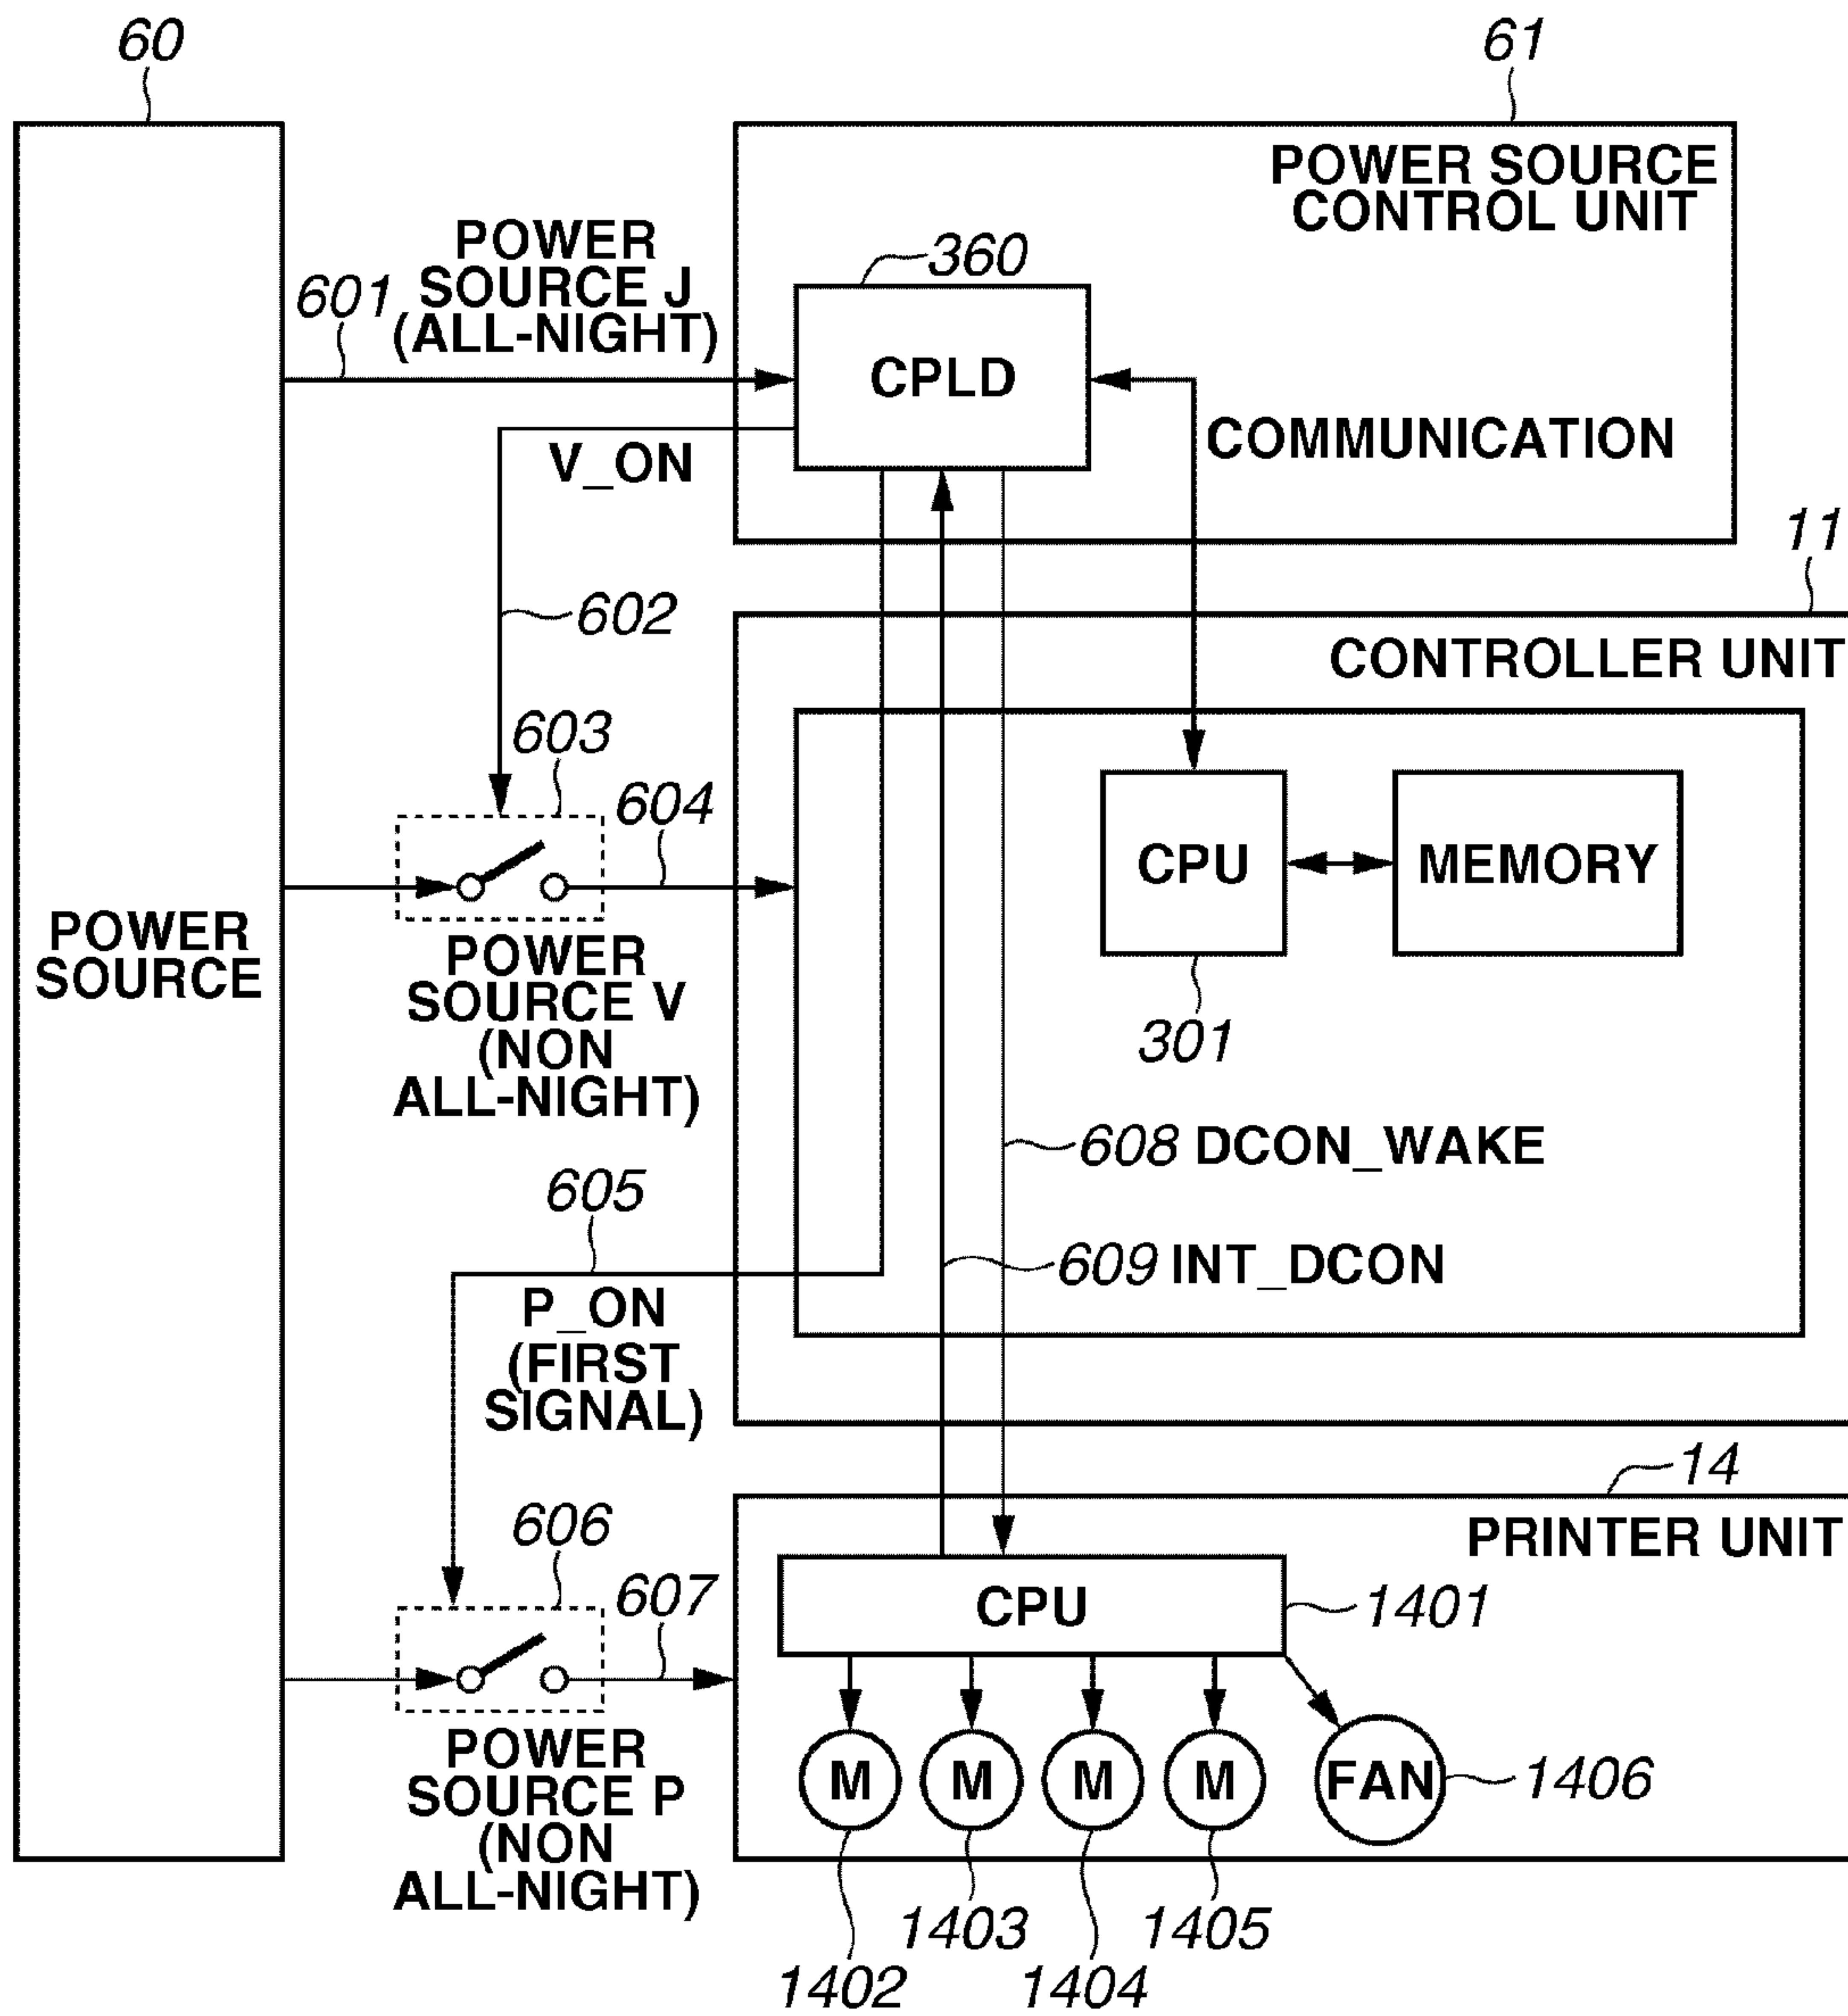 60
61
POWER SOURCE
CONTROL UNIT
POWER
SOURCE J
(ALL-NIGHT)
601
360
CPLD
V_ON
COMMUNICATION
11
602
CONTROLLER UNIT
603
604
CPU
MEMORY
POWER
SOURCE
POWER
SOURCE V
(NON
ALL-NIGHT)
301
608 DCON_WAKE
605
609 INT_DCON
P_ON
(FIRST
SIGNAL)
14
606
PRINTER UNIT
607
CPU
1401
POWER
SOURCE P
(NON
ALL-NIGHT)
M
M
M
M
FAN
1406
1403
1405
1402
1404